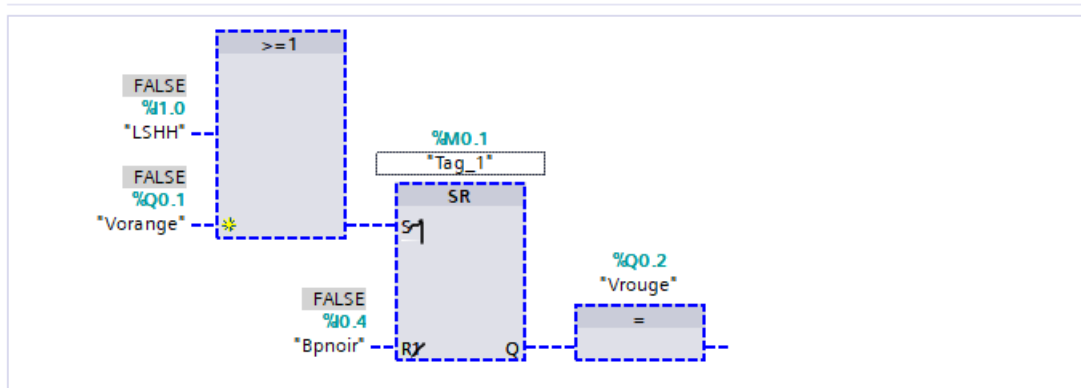 >=1
FALSE
%I1.0
"LSHH"
FALSE
%Q0.1
"Vorange"
%M0.1
"Tag_1"
SR
S
1
FALSE
%I0.4
"Bpnoir"
R
Q
%Q0.2
"Vrouge"
=